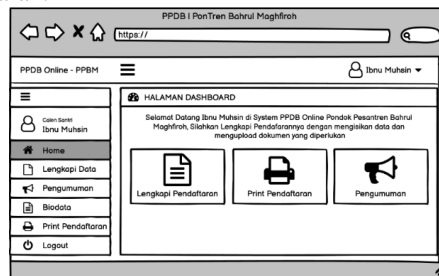 PPDB I PonTren Bahrul Maghfiroh
https://
PPDB Online - PPBM
Ibnu Muhsin
Calon Santri
Ibnu Muhsin
Home
Lengkapi Data
Pengumuman
Biodata
Print Pendaftaran
Logout
HALAMAN DASHBOARD
Selamat Datang Ibnu Muhsin di System PPDB Online Pondok Pesantren Bahrul
Maghfiroh, Silahkan Lengkapi Pendafarannya dengan mengisikan data dan
mengupload dokumen yang diperlukan
Lengkapi Pendaftaran
Print Pendaftaran
Pengumuman